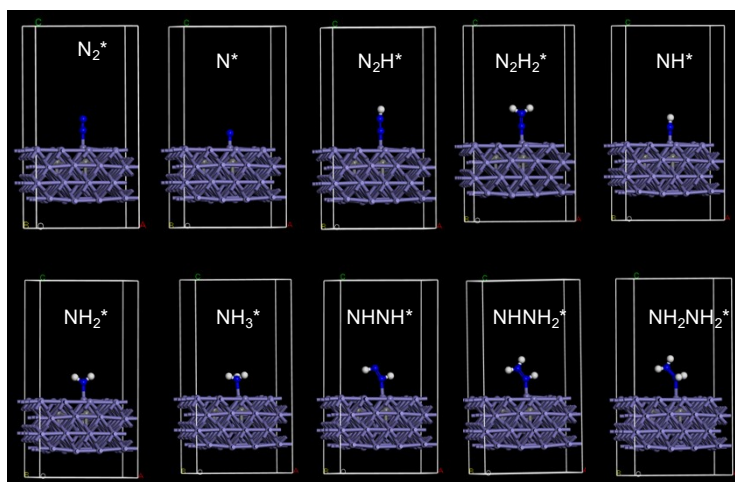 N₂*
N*
N₂H*
N₂H₂*
NH*
C
C
C
C
C
B O A
B O A
B O A
B O A
B O A
NH₂*
NH₃*
NHNH*
NHNH₂*
NH₂NH₂*
C
C
C
C
C
B O A
B O A
B O A
B O A
B O A